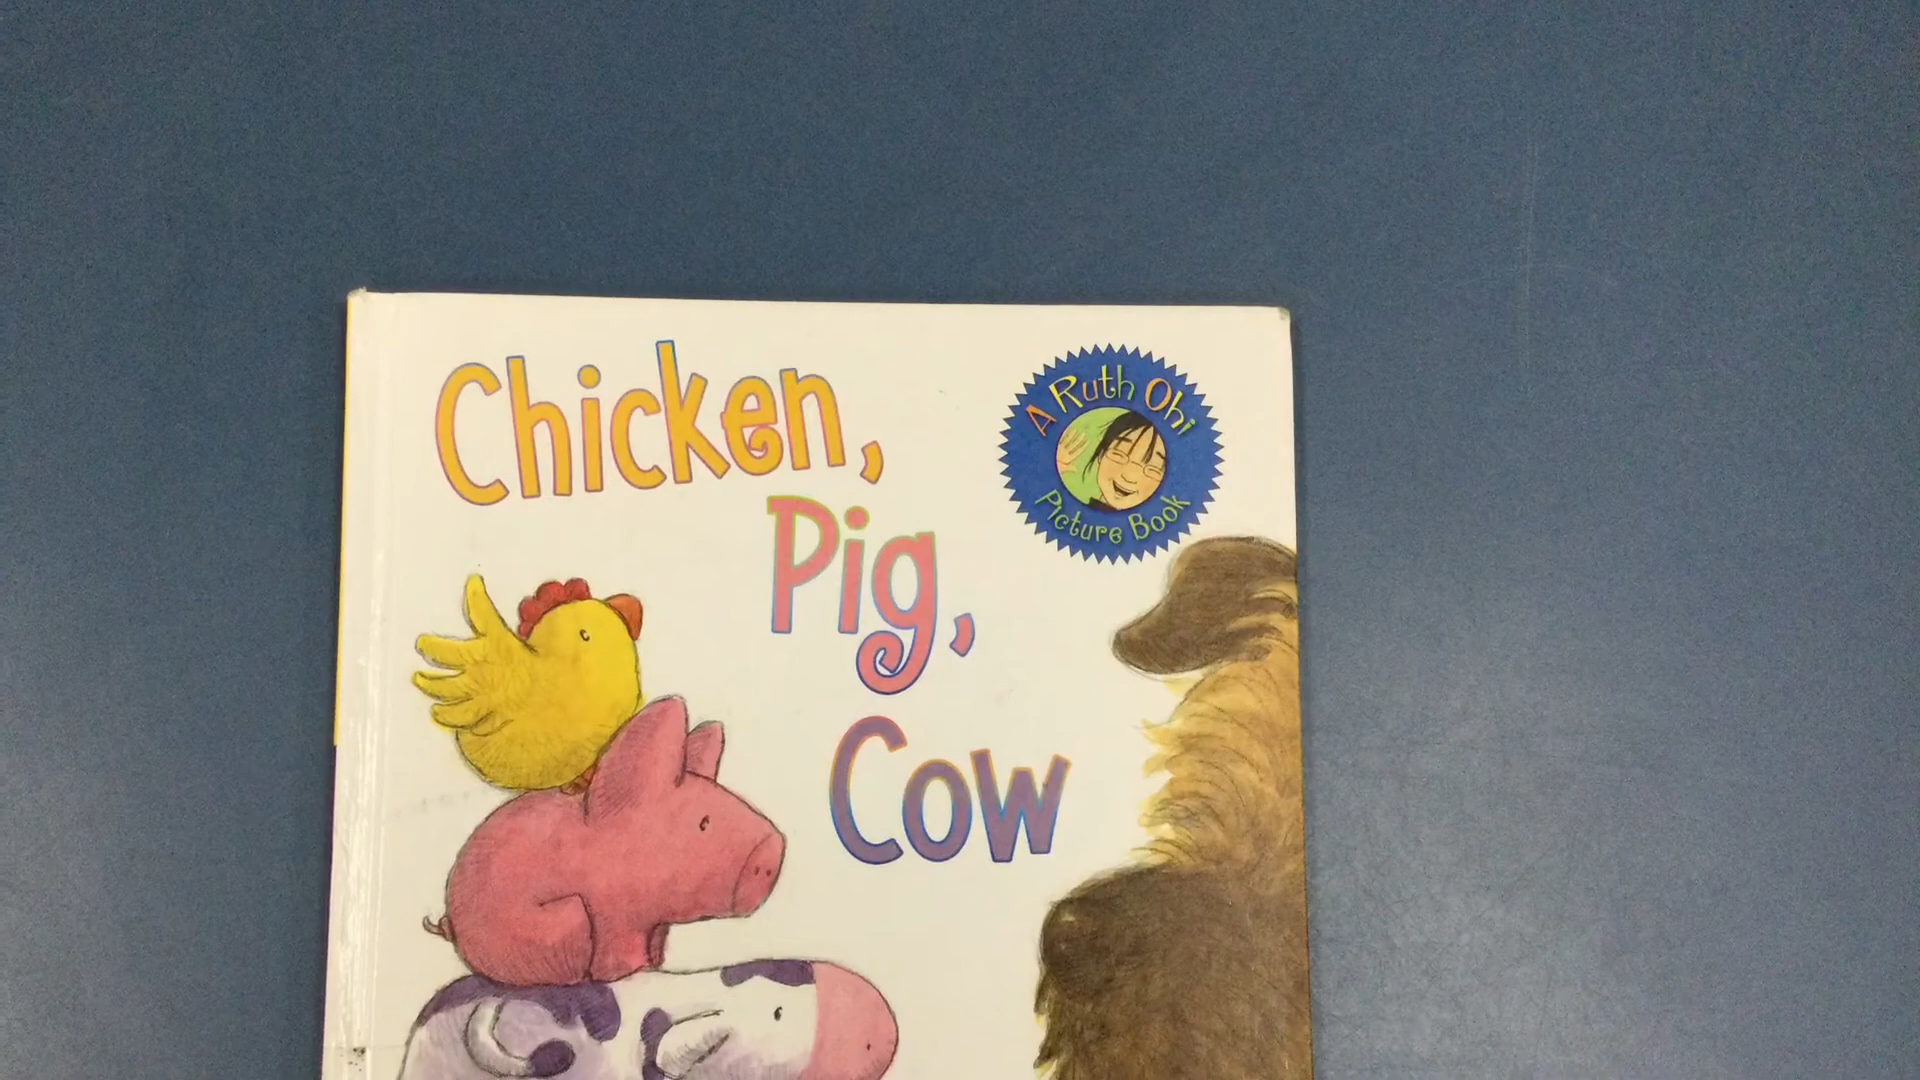 Chicken,
Pig,
Cow
A Ruth Ohi
Picture Book